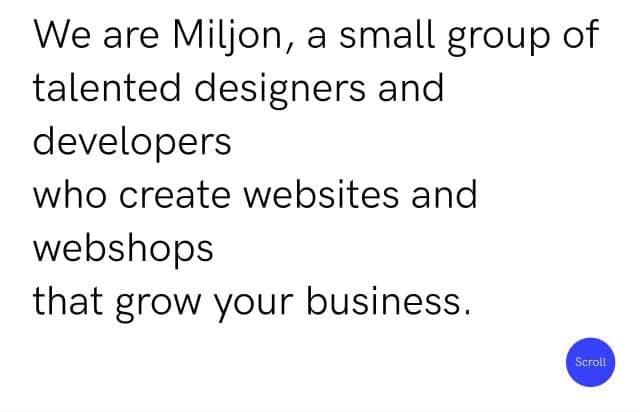 We are Miljon, a small group of
talented designers and
developers
who create websites and
webshops
that grow your business.
Scroll